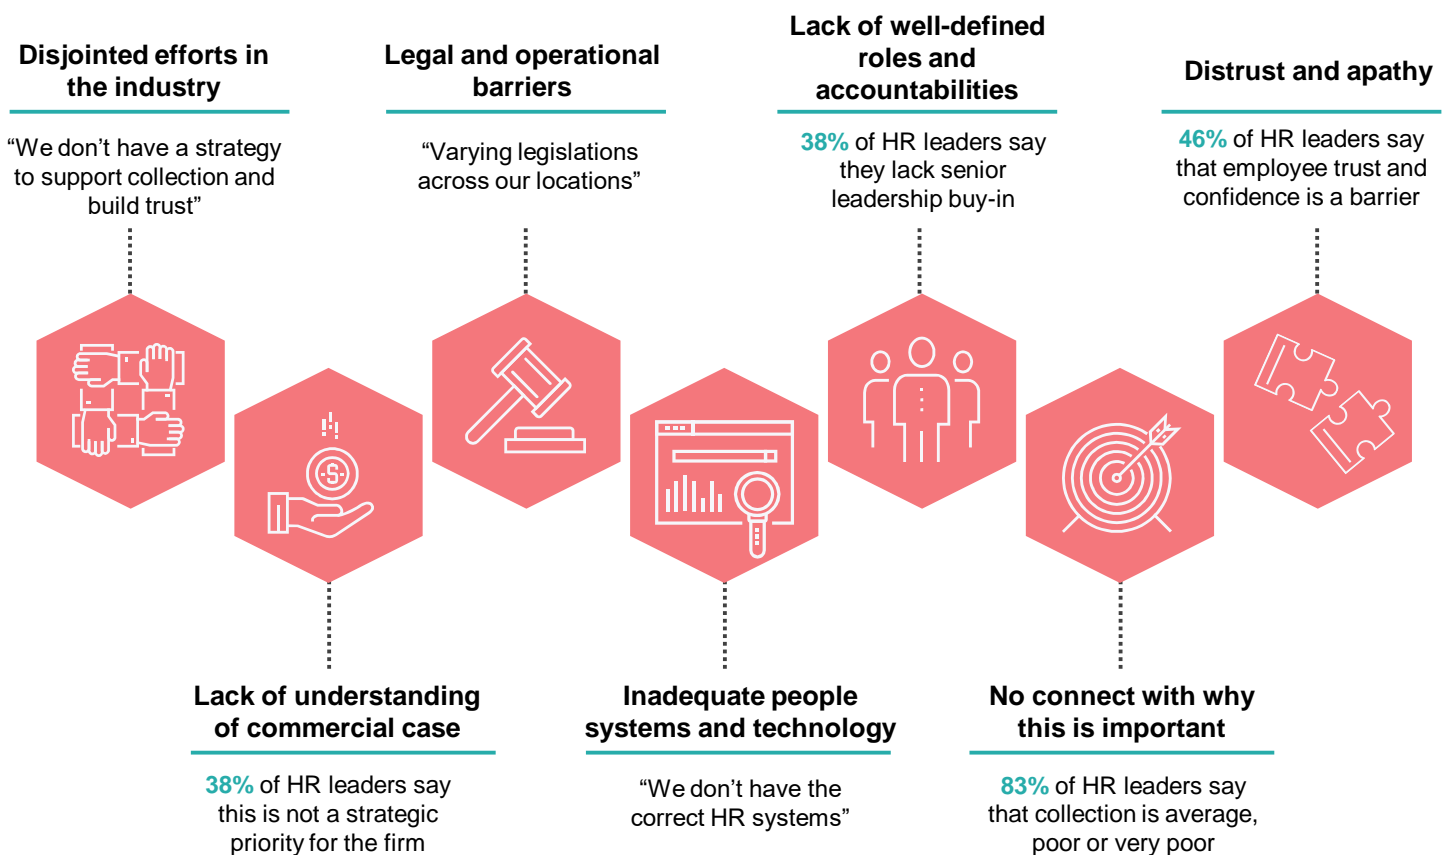 Disjointed efforts in
the industry
“We don’t have a strategy
to support collection and
build trust”
Legal and operational
barriers
“Varying legislations
across our locations”
Lack of well-defined
roles and
accountabilities
38% of HR leaders say
they lack senior
leadership buy-in
Distrust and apathy
46% of HR leaders say
that employee trust and
confidence is a barrier
Lack of understanding
of commercial case
38% of HR leaders say
this is not a strategic
priority for the firm
Inadequate people
systems and technology
“We don’t have the
correct HR systems”
No connect with why
this is important
83% of HR leaders say
that collection is average,
poor or very poor